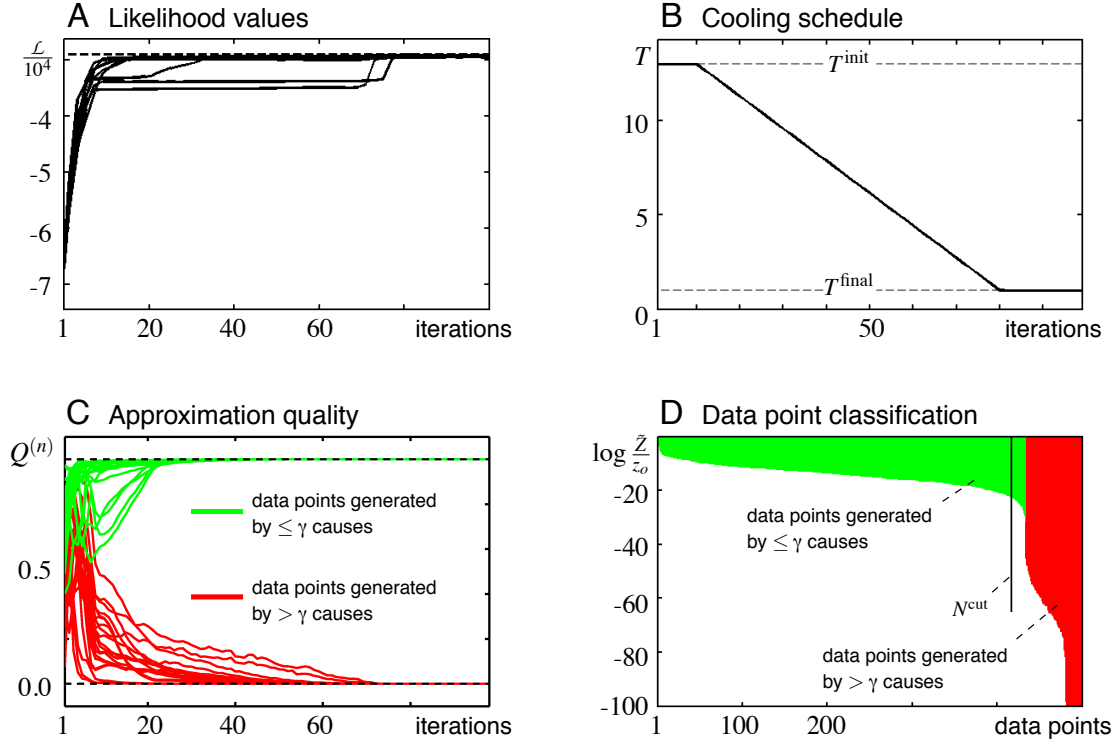 A Likelihood values
ℒ
10⁴
-4
-5
-6
-7
1 20 40 60 iterations
B Cooling schedule
T
T^init
10
5
T^final
0
1 50 iterations
C Approximation quality
Q^(n)
data points generated
by ≤ γ causes
0.5
data points generated
by > γ causes
0.0
1 20 40 60 iterations
D Data point classification
log Z̃
z_o
-20
data points generated
by ≤ γ causes
-40
N^cut
-60
data points generated
by > γ causes
-80
-100
1 100 200 data points